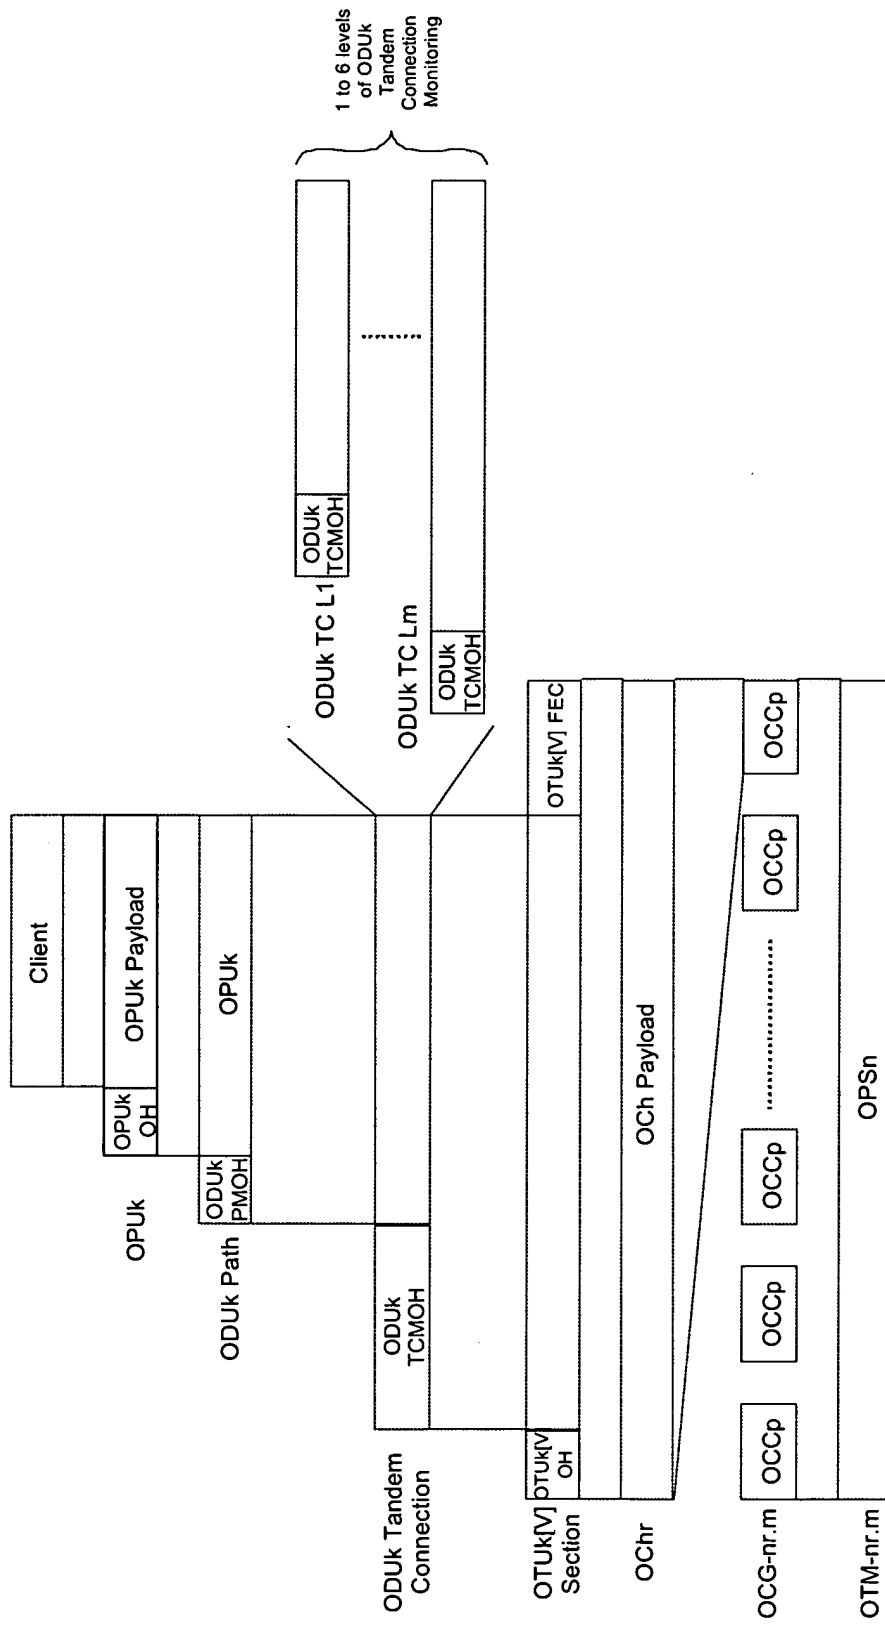 Client
OPUk
OPUk
OH
OPUk Payload
ODUk Path
ODUk
PMOH
OPUk
ODUk Tandem
Connection
ODUk
TCMOH
ODUk TC L1
ODUk
TCMOH
ODUk TC Lm
ODUk
TCMOH
1 to 6 levels
of ODUk
Tandem
Connection
Monitoring
OTUk[V]
Section
OTUk[V
OH
OTUk[V] FEC
OChr
OCh Payload
OCG-nr.m
OCCp
OCCp
OCCp
OCCp
OCCp
OTM-nr.m
OPSn